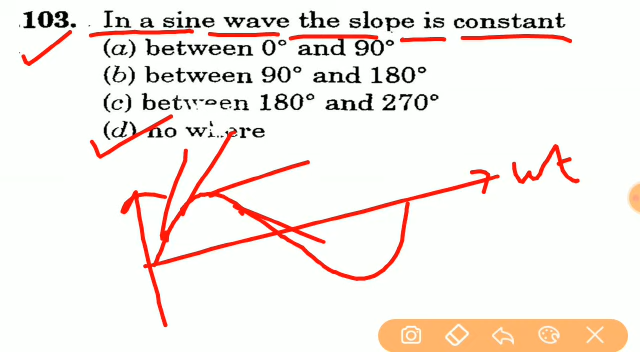 103. In a sine wave the slope is constant
(a) between 0° and 90°
(b) between 90° and 180°
(c) between 180° and 270°
(d) no where
wt